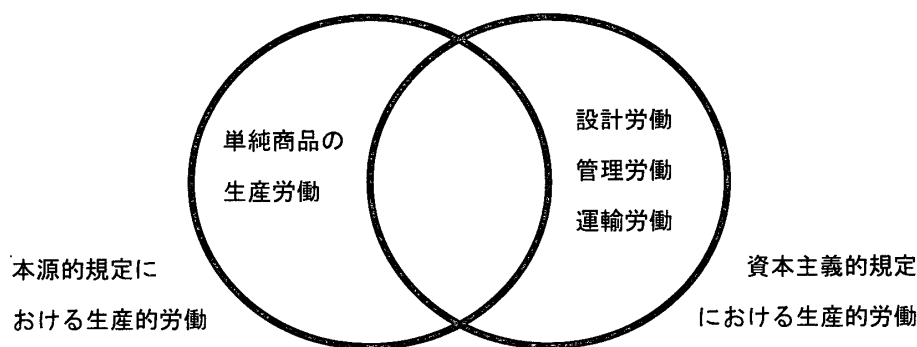 単純商品の
生産労働
設計労働
管理労働
運輸労働
本源的規定に
おける生産的労働
資本主義的規定
における生産的労働